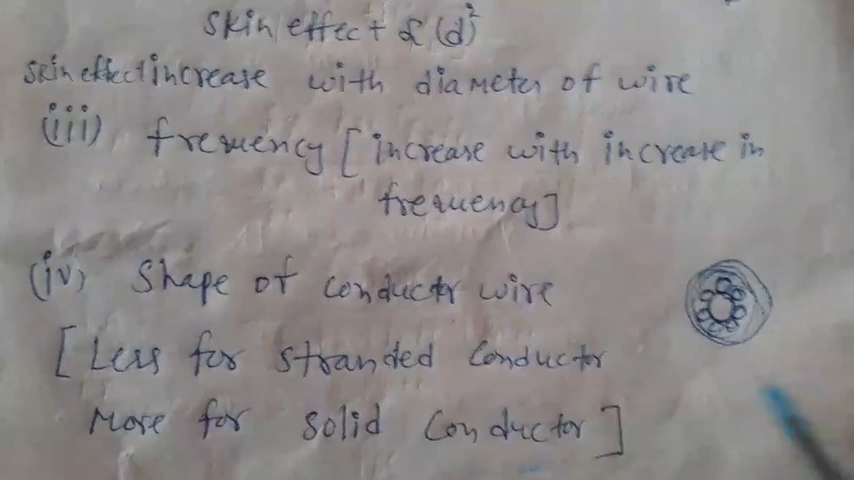 Skin effect α (d)²
Skin effect increase with diameter of wire
(iii) frequency [increase with increase in
frequency]
(iv) Shape of conductor wire
[Less for stranded conductor
More for solid conductor]